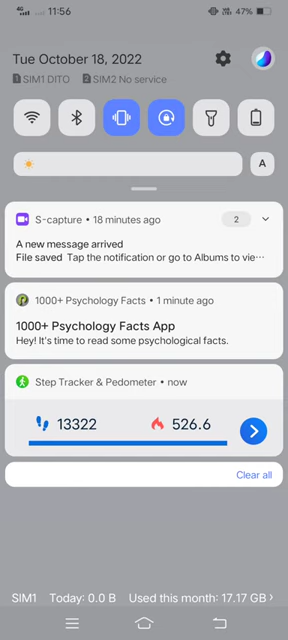 4G 11:56 47%
Tue October 18, 2022
1 SIM1 DITO 2 SIM2 No service
A
S-capture • 18 minutes ago 2
A new message arrived
File saved Tap the notification or go to Albums to vie···
1000+ Psychology Facts • 1 minute ago
1000+ Psychology Facts App
Hey! It's time to read some psychological facts.
Step Tracker & Pedometer • now
13322 526.6
Clear all
SIM1 Today: 0.0 B Used this month: 17.17 GB